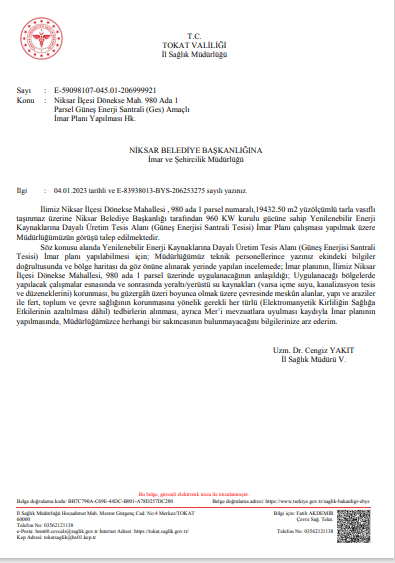 T.C.
TOKAT VALİLİĞİ
İl Sağlık Müdürlüğü
Sayı : E-59098107-045.01-206999921
Konu : Niksar İlçesi Dönekse Mah. 980 Ada 1
Parsel Güneş Enerji Santrali (Ges) Amaçlı
İmar Planı Yapılması Hk.
NİKSAR BELEDİYE BAŞKANLIĞINA
İmar ve Şehircilik Müdürlüğü
İlgi : 04.01.2023 tarihli ve E-83938013-BYS-206253275 sayılı yazınız.
İlimiz Niksar İlçesi Dönekse Mahallesi , 980 ada 1 parsel numaralı,19432.50 m2 yüzölçümlü tarla vasıflı
taşınmaz üzerine Niksar Belediye Başkanlığı tarafından 960 KW kurulu gücüne sahip Yenilenebilir Enerji
Kaynaklarına Dayalı Üretim Tesis Alanı (Güneş Enerjisi Santrali Tesisi) İmar Planı çalışması yapılmak üzere
Müdürlüğümüzün görüşü talep edilmektedir.
Söz konusu alanda Yenilenebilir Enerji Kaynaklarına Dayalı Üretim Tesis Alanı (Güneş Enerjisi Santrali
Tesisi) İmar planı yapılabilmesi için; Müdürlüğümüz teknik personellerince yazınız ekindeki bilgiler
doğrultusunda ve bölge haritası da göz önüne alınarak yerinde yapılan incelemede; İmar planının, İlimiz Niksar
İlçesi Dönekse Mahallesi, 980 ada 1 parsel üzerinde uygulanacağının anlaşıldığı; Uygulanacağı bölgelerde
yapılacak çalışmalar esnasında ve sonrasında yeraltı/yerüstü su kaynakları (varsa içme suyu, kanalizasyon tesis
ve düzeneklerini) korunması, bu güzergâh üzeri boyunca olmak üzere çevresinde meskûn alanlar, yapı ve araziler
ile fert, toplum ve çevre sağlığının korunmasına yönelik gerekli her türlü (Elektromanyetik Kirliliğin Sağlığa
Etkilerinin azaltılması dâhil) tedbirlerin alınması, ayrıca Mer'i mevzuatlara uyulması kaydıyla İmar planının
yapılmasında, Müdürlüğümüzce herhangi bir sakıncasının bulunmayacağını bilgilerinize arz ederim.
Uzm. Dr. Cengiz YAKIT
İl Sağlık Müdürü V.
Bu belge, güvenli elektronik imza ile imzalanmıştır.
Belge doğrulama kodu: Belge doğrulama adresi: https://www.turkiye.gov.tr/saglik-bakanligi-ebys
İl Sağlık Müdürlüğü Hocaahmet Mah. Mesrur Gürgenç Cad. No:4 Merkez/TOKAT
60000
Telefon No: 03562121138
e-Posta: İnternet Adresi: https://tokat.saglik.gov.tr/
Kep Adresi: tokatsaglik@hs01.kep.tr
Bilgi için: Fatih AKDEMİR
Çevre Sağ. Tekn.
Telefon No: 03562121138